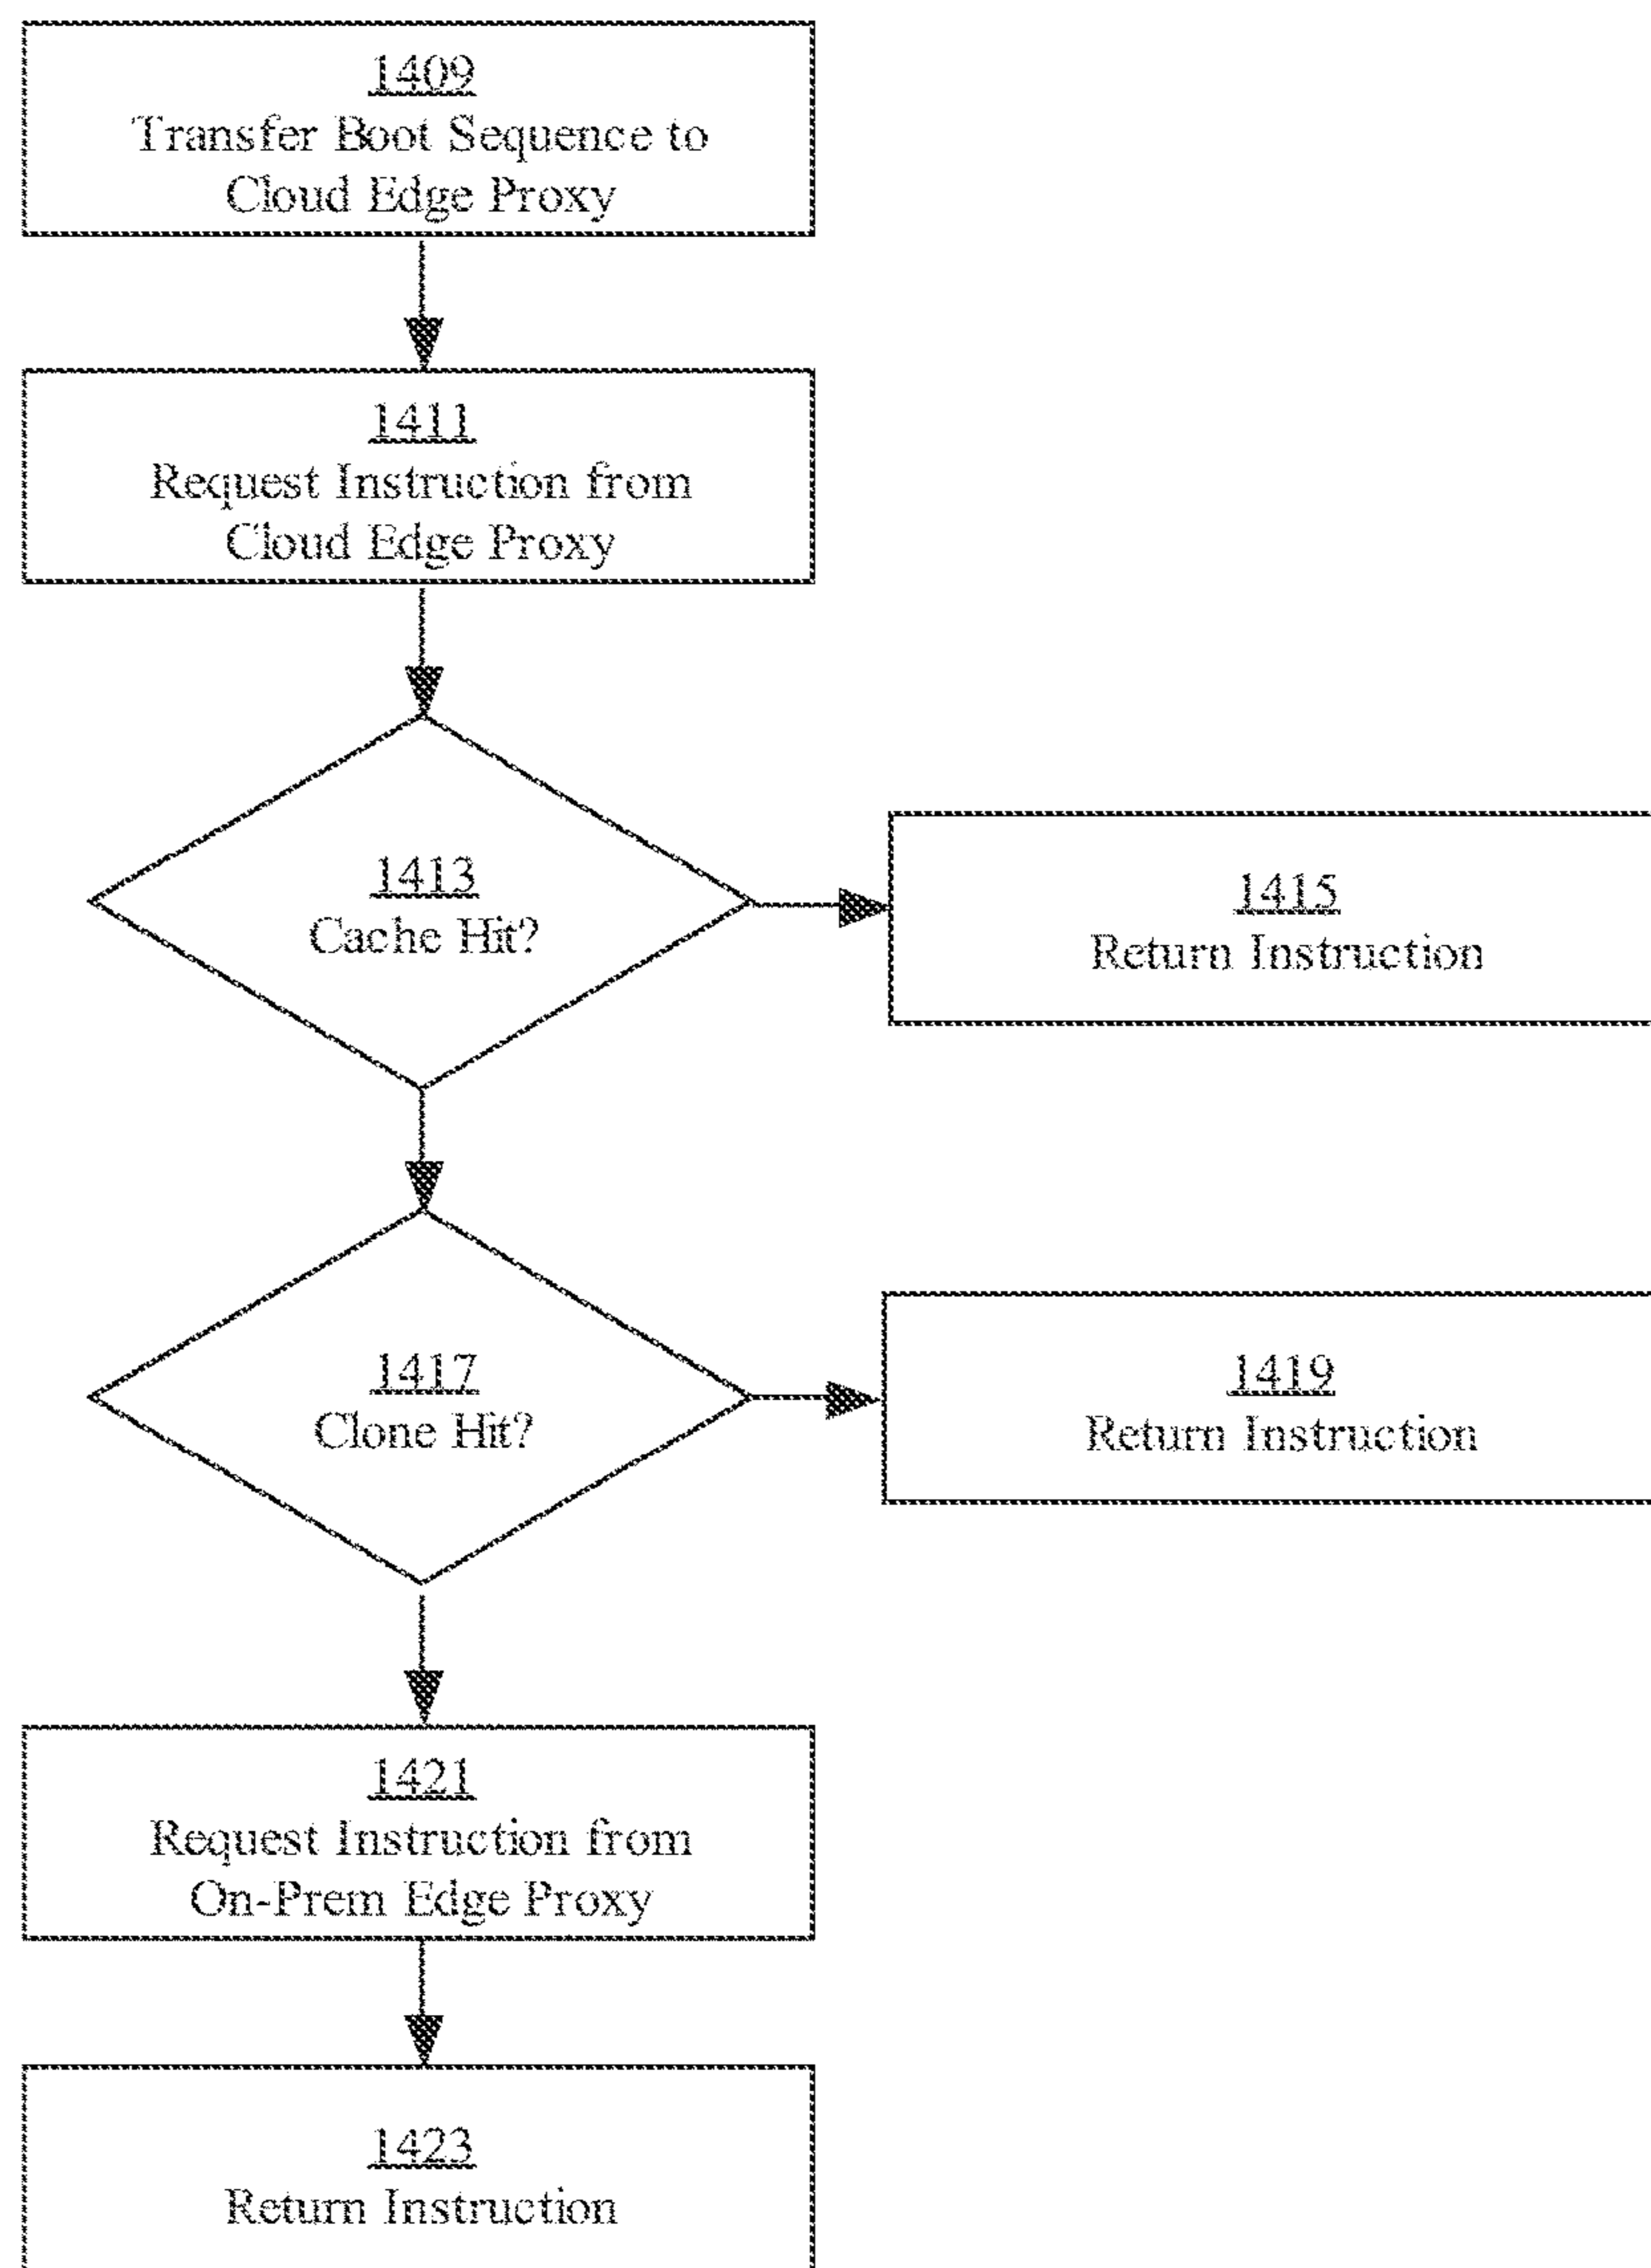 1409
Transfer Boot Sequence to
Cloud Edge Proxy
1411
Request Instruction from
Cloud Edge Proxy
1413
Cache Hit?
1415
Return Instruction
1417
Clone Hit?
1419
Return Instruction
1421
Request Instruction from
On-Prem Edge Proxy
1423
Return Instruction